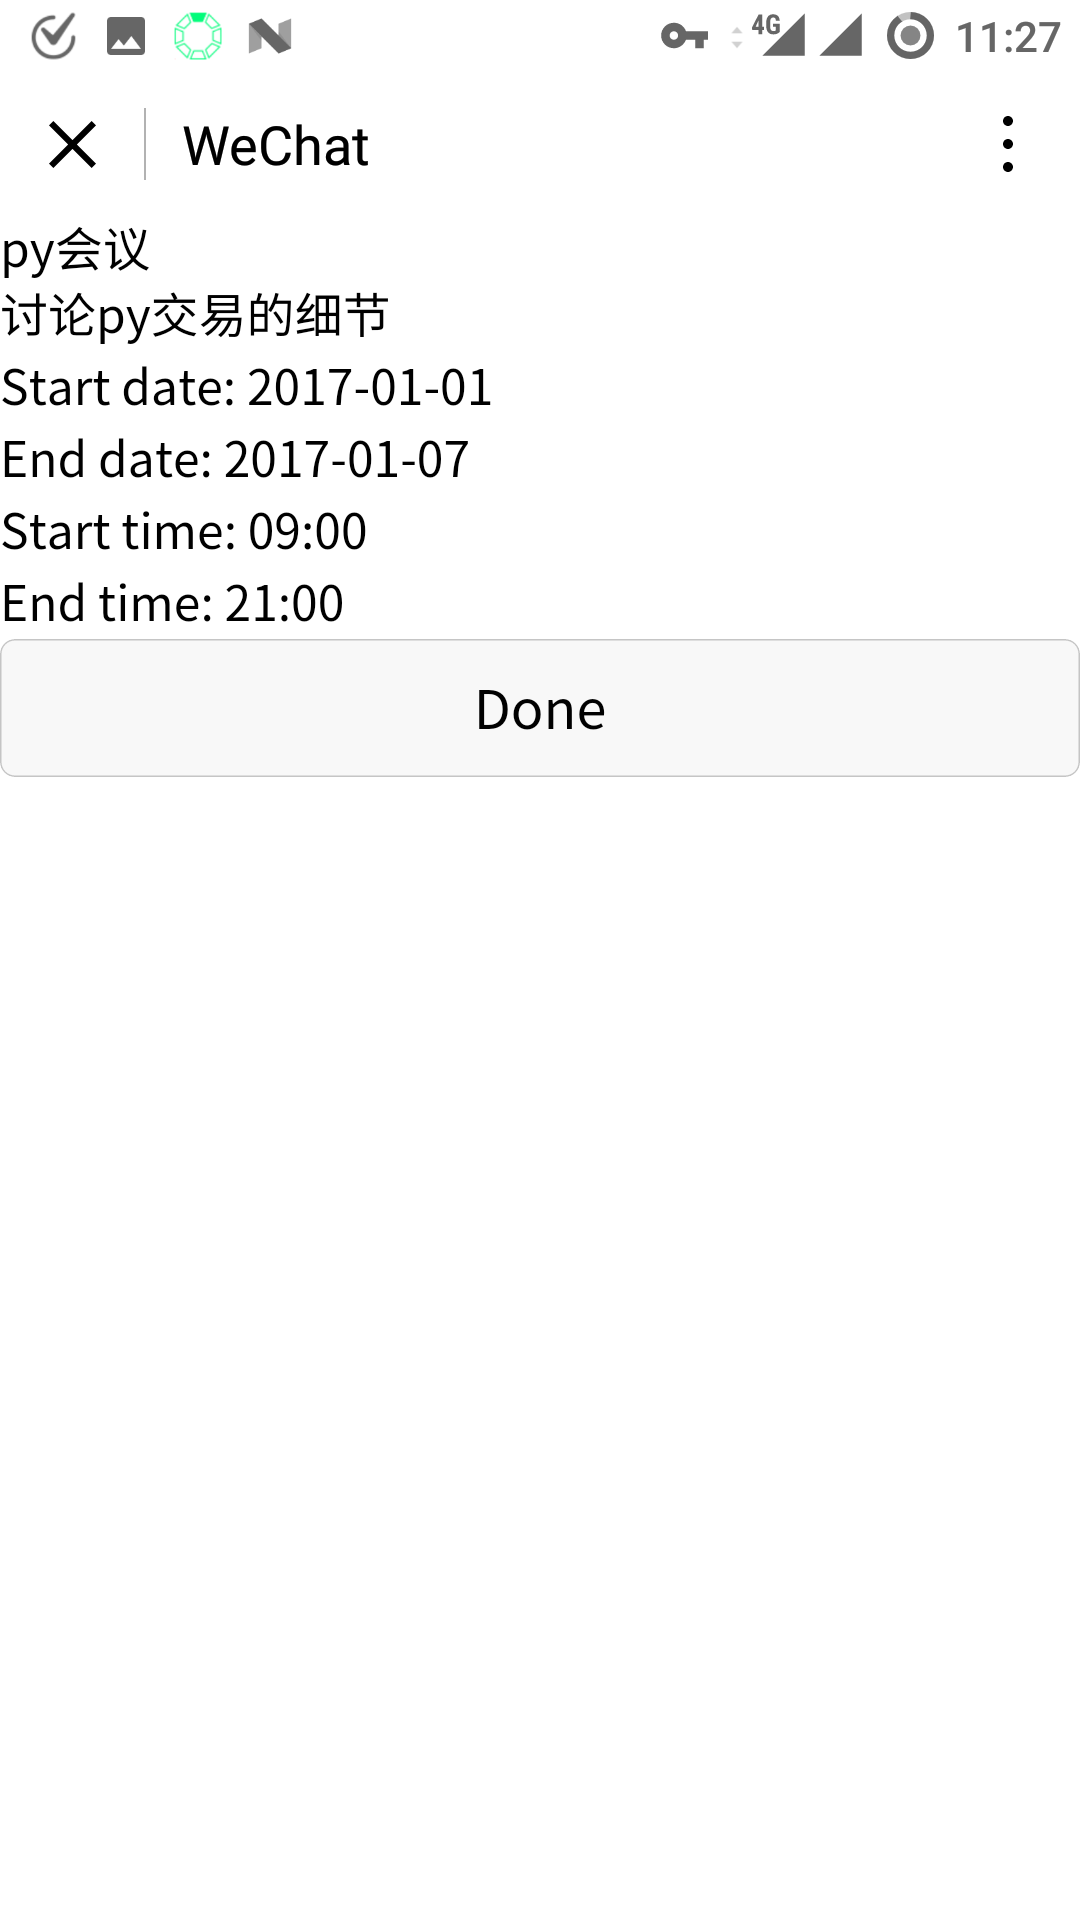 4G 11:27
WeChat
py会议
讨论py交易的细节
Start date: 2017-01-01
End date: 2017-01-07
Start time: 09:00
End time: 21:00
Done